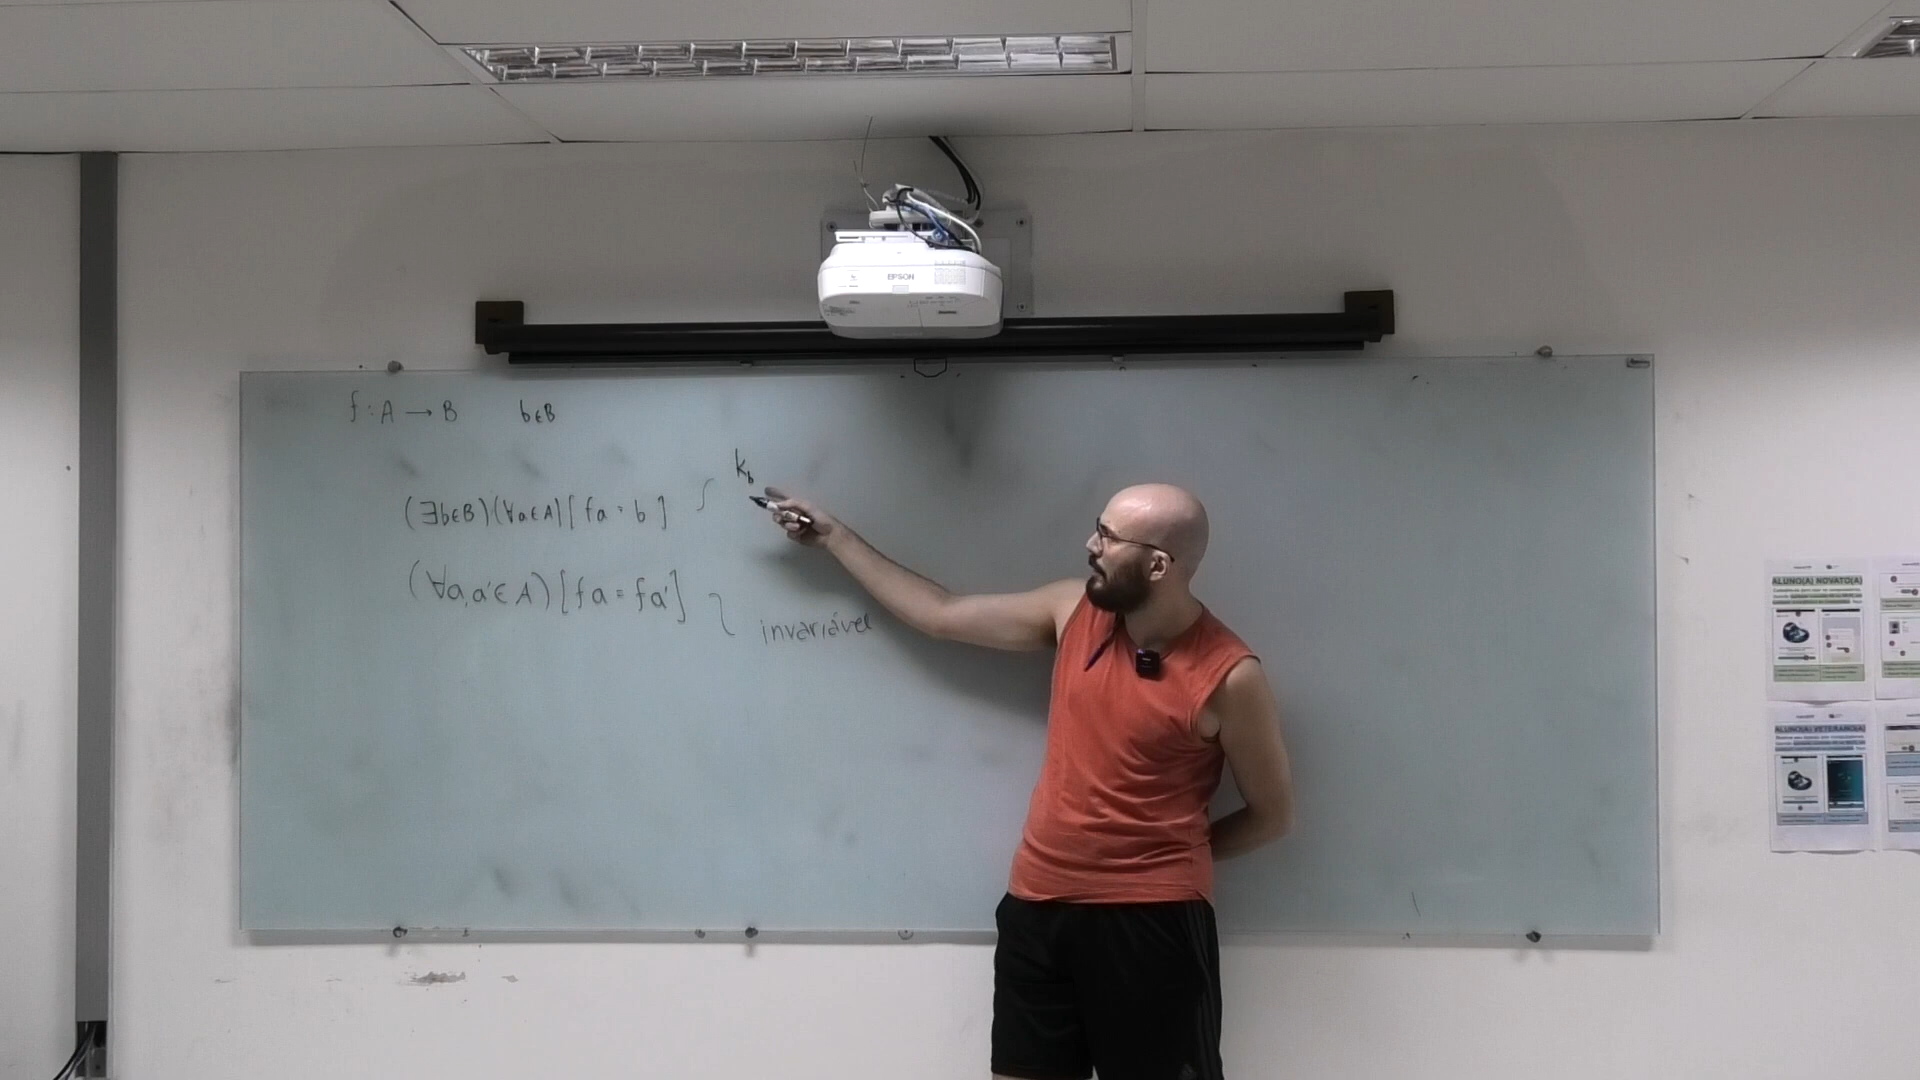 EPSON
f : A → B b∈B
k_b
(∃b∈B)(∀a∈A)[fa = b]
(∀a,a'∈A)[fa = fa']
invariável
ALUNO(A) NOVATO(A)
ALUNO(A) VETERANO(A)